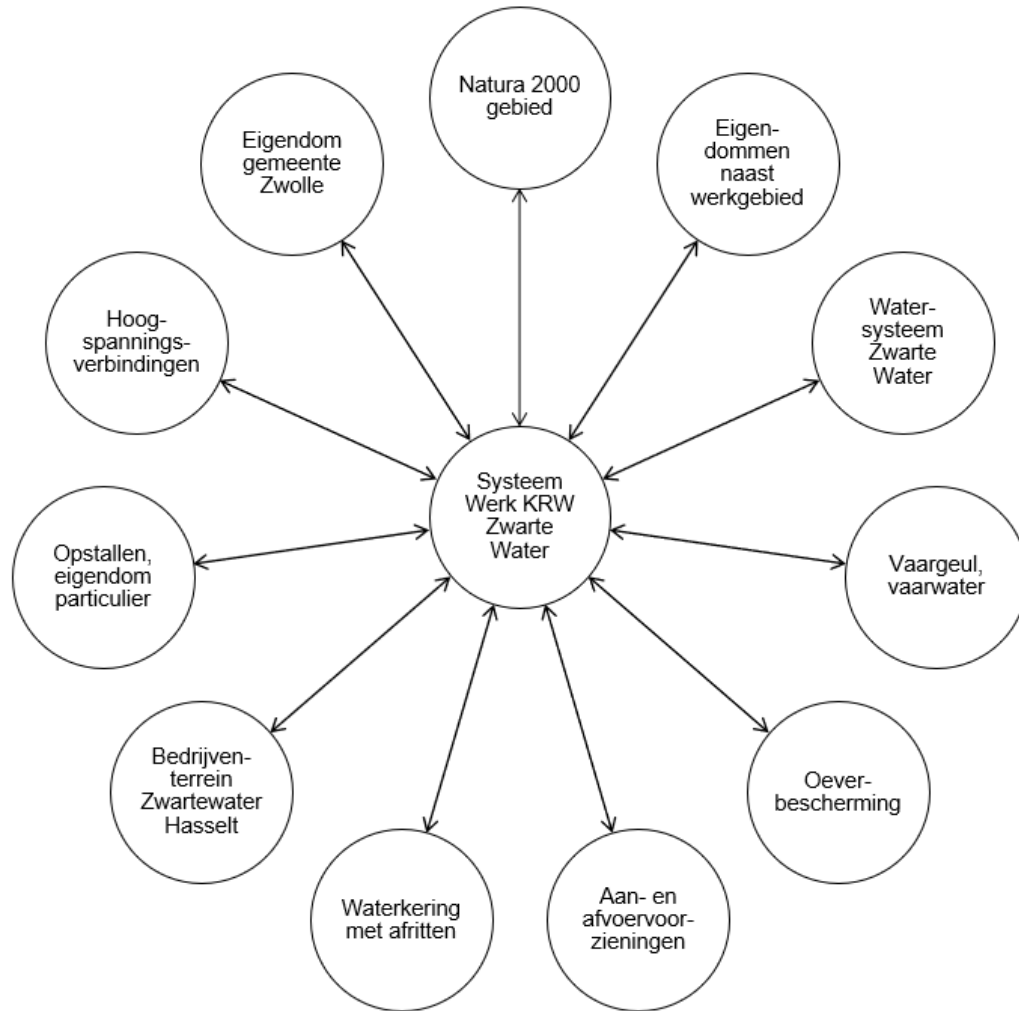 Natura 2000
gebied
Eigen-
dommen
naast
werkgebied
Water-
systeem
Zwarte
Water
Vaargeul,
vaarwater
Oever-
bescherming
Aan- en
afvoervoor-
zieningen
Waterkering
met afritten
Bedrijven-
terrein
Zwartewater
Hasselt
Opstallen,
eigendom
particulier
Hoog-
spannings-
verbindingen
Eigendom
gemeente
Zwolle
Systeem
Werk KRW
Zwarte
Water